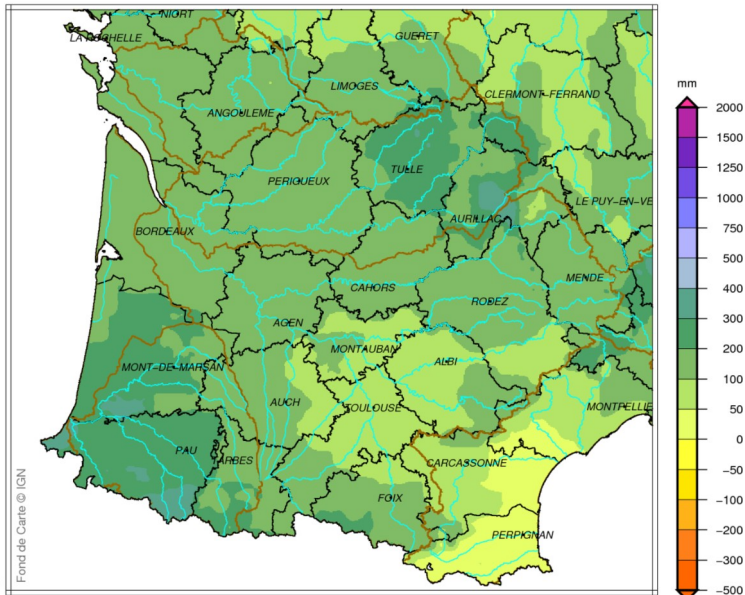 NIORT
LA ROCHELLE
GUERET
LIMOGES
CLERMONT-FERRAND
ANGOULEME
TULLE
PERIGUEUX
LE PUY-EN-VE
AURILLAC
BORDEAUX
MENDE
CAHORS
RODEZ
AGEN
MONTAUBAN
ALBI
MONT-DE-MARSAN
AUCH
TOULOUSE
MONTPELLIE
PAU
TARBES
CARCASSONNE
FOIX
PERPIGNAN
Fond de Carte © IGN
mm
2000
1500
1250
1000
750
500
400
300
200
100
50
0
-50
-100
-200
-300
-500